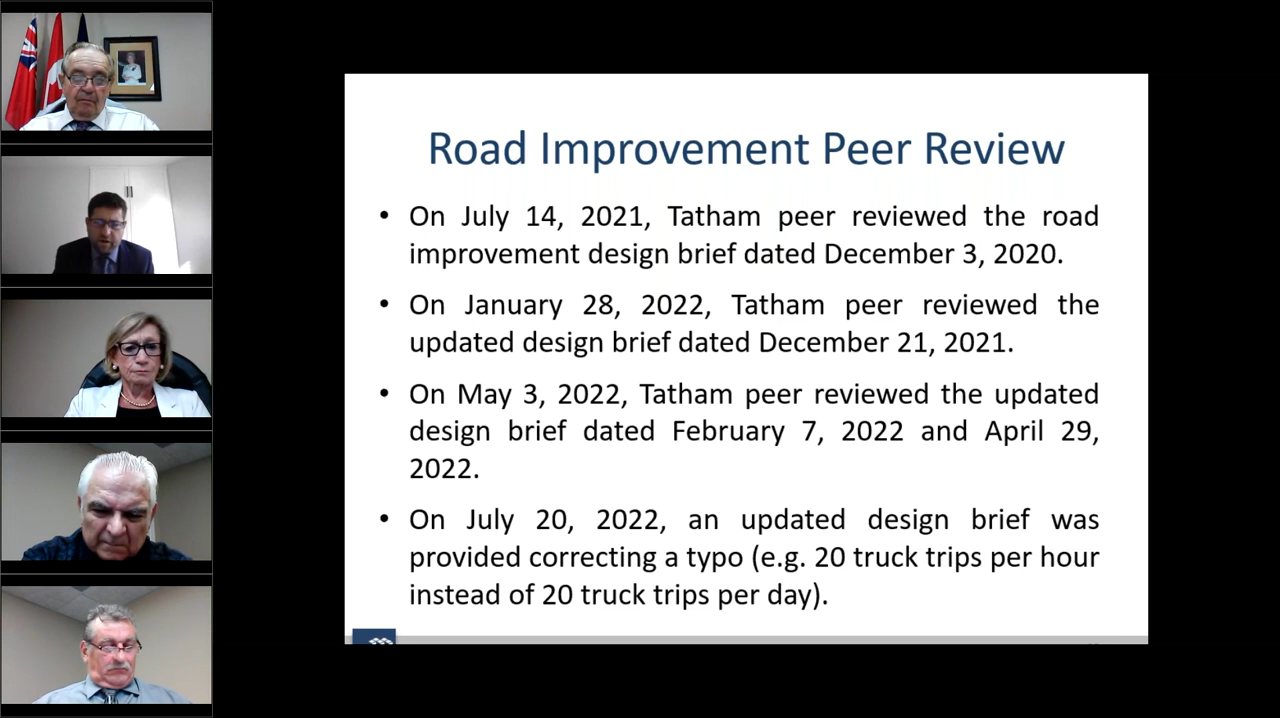 Road Improvement Peer Review
• On July 14, 2021, Tatham peer reviewed the road
improvement design brief dated December 3, 2020.
• On January 28, 2022, Tatham peer reviewed the
updated design brief dated December 21, 2021.
• On May 3, 2022, Tatham peer reviewed the updated
design brief dated February 7, 2022 and April 29,
2022.
• On July 20, 2022, an updated design brief was
provided correcting a typo (e.g. 20 truck trips per hour
instead of 20 truck trips per day).